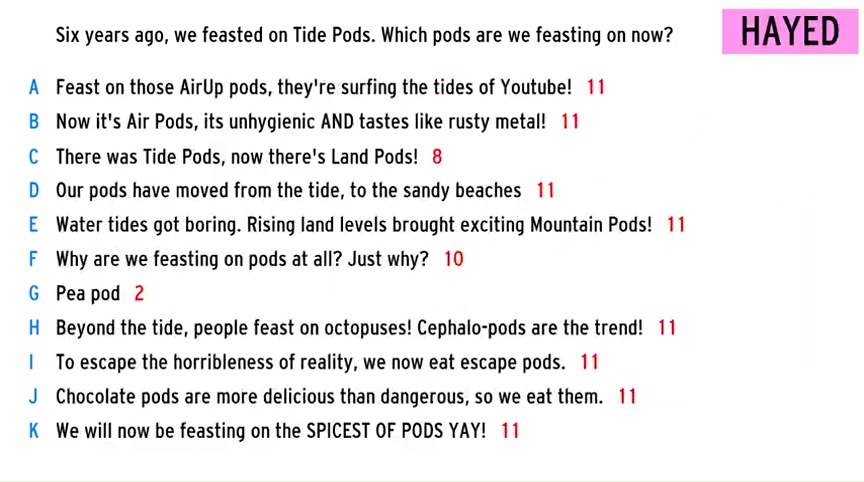 Six years ago, we feasted on Tide Pods. Which pods are we feasting on now?
HAYED
A Feast on those AirUp pods, they're surfing the tides of Youtube! 11
B Now it's Air Pods, its unhygienic AND tastes like rusty metal! 11
C There was Tide Pods, now there's Land Pods! 8
D Our pods have moved from the tide, to the sandy beaches 11
E Water tides got boring. Rising land levels brought exciting Mountain Pods! 11
F Why are we feasting on pods at all? Just why? 10
G Pea pod 2
H Beyond the tide, people feast on octopuses! Cephalo-pods are the trend! 11
I To escape the horribleness of reality, we now eat escape pods. 11
J Chocolate pods are more delicious than dangerous, so we eat them. 11
K We will now be feasting on the SPICEST OF PODS YAY! 11